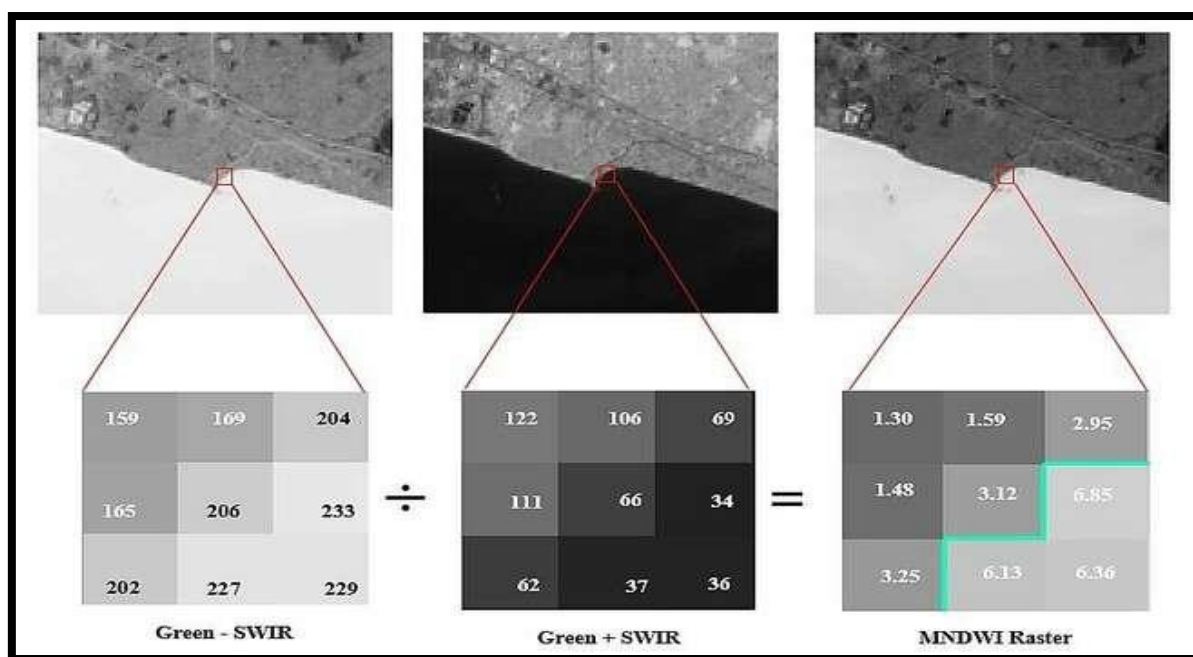 159 169 204 122 106 69 1.30 1.59 2.95
165 206 233 ÷ 111 66 34 = 1.48 3.12 6.85
202 227 229 62 37 36 3.25 6.13 6.36
Green - SWIR Green + SWIR MNDWI Raster